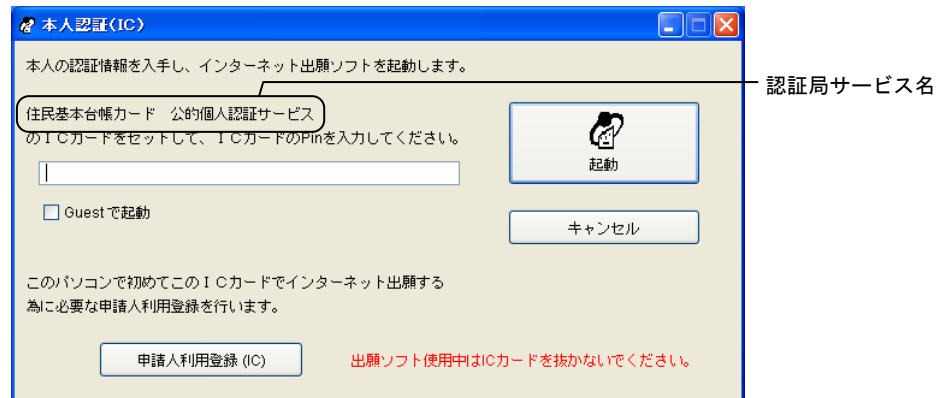 本人認証(IC)
本人の認証情報を入手し、インターネット出願ソフトを起動します。
認証局サービス名
住民基本台帳カード　公的個人認証サービス
のＩＣカードをセットして、ＩＣカードのPinを入力してください。
起動
Guestで起動
キャンセル
このパソコンで初めてこのＩＣカードでインターネット出願する
為に必要な申請人利用登録を行います。
申請人利用登録 (IC)
出願ソフト使用中はICカードを抜かないでください。